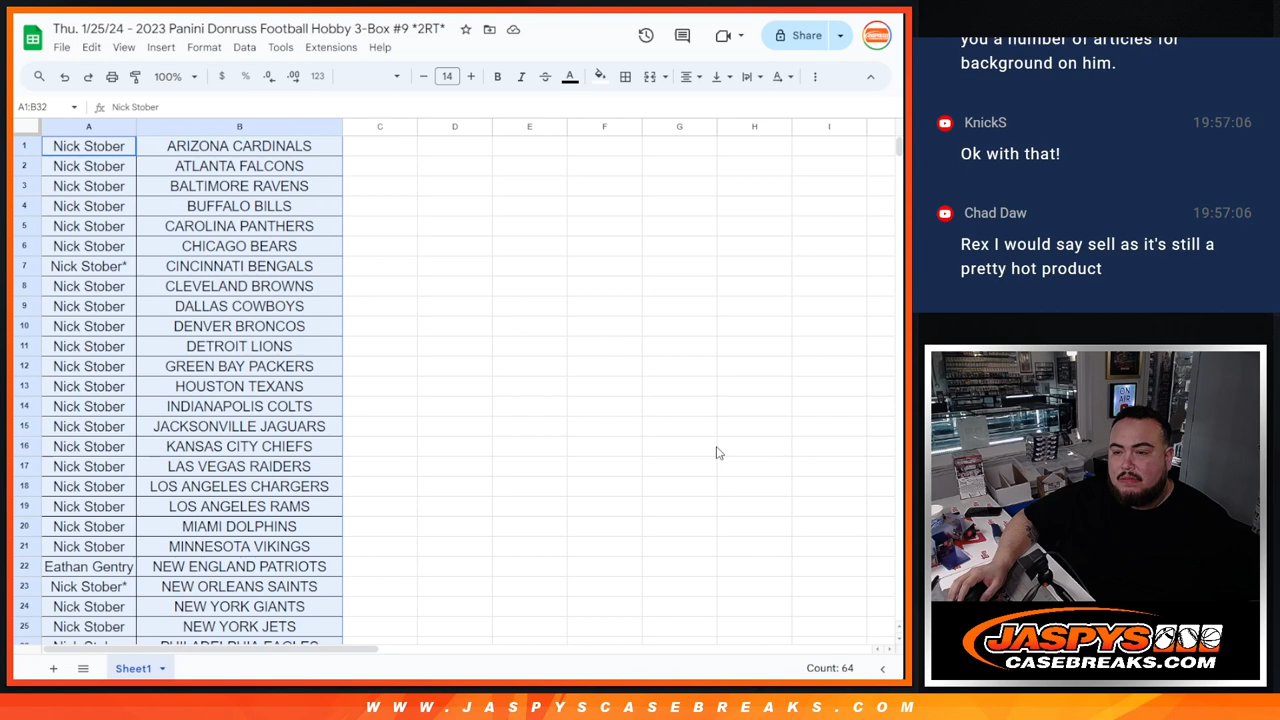 Thu. 1/25/24 - 2023 Panini Donruss Football Hobby 3-Box #9 *2RT*
File Edit View Insert Format Data Tools Extensions Help
Share
100% $ % .0 .00 123 14 B I S A
A1:B32 fx Nick Stober
A B C D E F G H I
1 Nick Stober ARIZONA CARDINALS
2 Nick Stober ATLANTA FALCONS
3 Nick Stober BALTIMORE RAVENS
4 Nick Stober BUFFALO BILLS
5 Nick Stober CAROLINA PANTHERS
6 Nick Stober CHICAGO BEARS
7 Nick Stober* CINCINNATI BENGALS
8 Nick Stober CLEVELAND BROWNS
9 Nick Stober DALLAS COWBOYS
10 Nick Stober DENVER BRONCOS
11 Nick Stober DETROIT LIONS
12 Nick Stober GREEN BAY PACKERS
13 Nick Stober HOUSTON TEXANS
14 Nick Stober INDIANAPOLIS COLTS
15 Nick Stober JACKSONVILLE JAGUARS
16 Nick Stober KANSAS CITY CHIEFS
17 Nick Stober LAS VEGAS RAIDERS
18 Nick Stober LOS ANGELES CHARGERS
19 Nick Stober LOS ANGELES RAMS
20 Nick Stober MIAMI DOLPHINS
21 Nick Stober MINNESOTA VIKINGS
22 Eathan Gentry NEW ENGLAND PATRIOTS
23 Nick Stober* NEW ORLEANS SAINTS
24 Nick Stober NEW YORK GIANTS
25 Nick Stober NEW YORK JETS
Nick Stober PHILADELPHIA EAGLES
Sheet1
Count: 64
you a number of articles for
background on him.
KnickS 19:57:06
Ok with that!
Chad Daw 19:57:06
Rex I would say sell as it's still a
pretty hot product
ON
AIR
JASPYS
CASEBREAKS.COM
WWW.JASPYSCASEBREAKS.COM